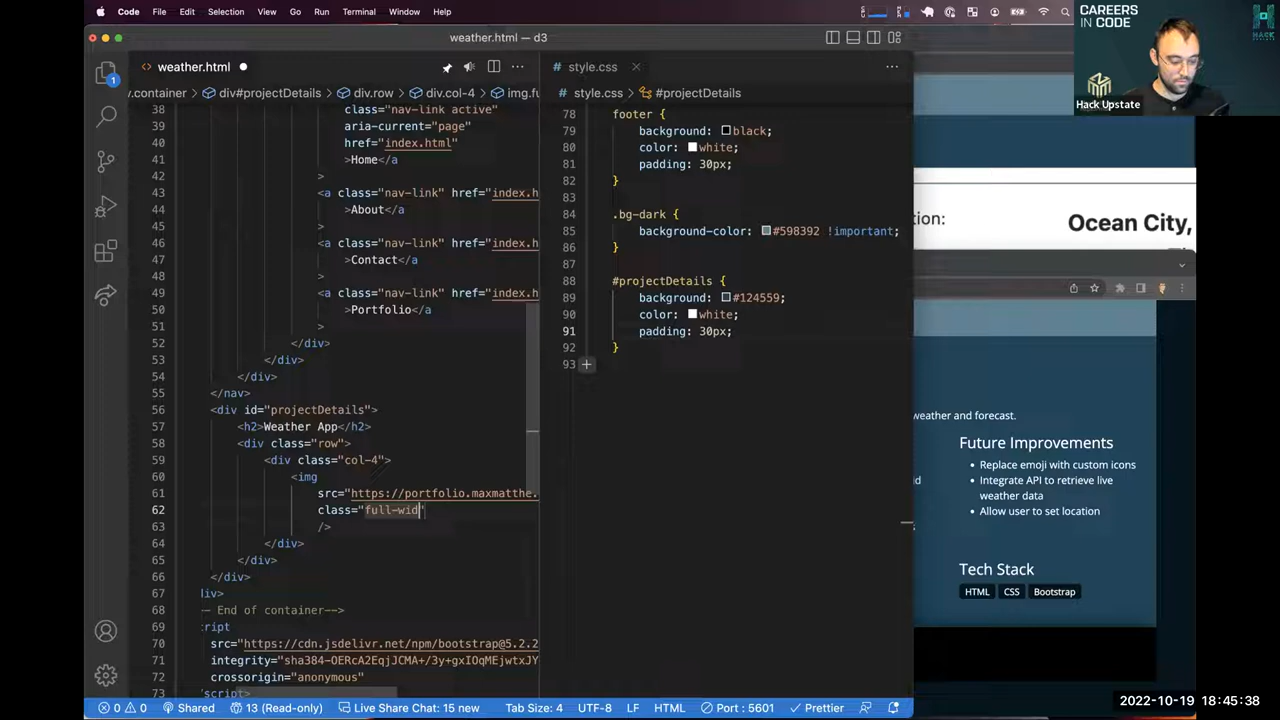 Code File Edit Selection View Go Run Terminal Window Help
CAREERS
IN CODE
HACK
Hack Upstate
weather.html — d3
weather.html
style.css
.container > div#projectDetails > div.row > div.col-4 > img.fu
style.css > #projectDetails
1
38 class="nav-link active"
39 aria-current="page"
40 href="index.html"
41 >Home</a
42 >
43 <a class="nav-link" href="index.h
44 >About</a
45 >
46 <a class="nav-link" href="index.h
47 >Contact</a
48 >
49 <a class="nav-link" href="index.h
50 >Portfolio</a
51 >
52 </div>
53 </div>
54 </div>
55 </nav>
56 <div id="projectDetails">
57 <h2>Weather App</h2>
58 <div class="row">
59 <div class="col-4">
60 <img
61 src="https://portfolio.maxmatthe.
62 class="full-wid"
63 />
64 </div>
65 </div>
66 </div>
67 liv>
68 -- End of container-->
69 ript
70 src="https://cdn.jsdelivr.net/npm/bootstrap@5.2.2
71 integrity="sha384-OERcA2EqjJCMA+/3y+gxIOqMEjwtxJY
72 crossorigin="anonymous"
73 script>
78 footer {
79 background: black;
80 color: white;
81 padding: 30px;
82 }
83
84 .bg-dark {
85 background-color: #598392 !important;
86 }
87
88 #projectDetails {
89 background: #124559;
90 color: white;
91 padding: 30px;
92 }
93
tion:
Ocean City,
weather and forecast.
Future Improvements
• Replace emoji with custom icons
• Integrate API to retrieve live
weather data
• Allow user to set location
Tech Stack
HTML CSS Bootstrap
0 0 Shared 13 (Read-only) Live Share Chat: 15 new Tab Size: 4 UTF-8 LF HTML Port : 5601 Prettier
2022-10-19 18:45:38